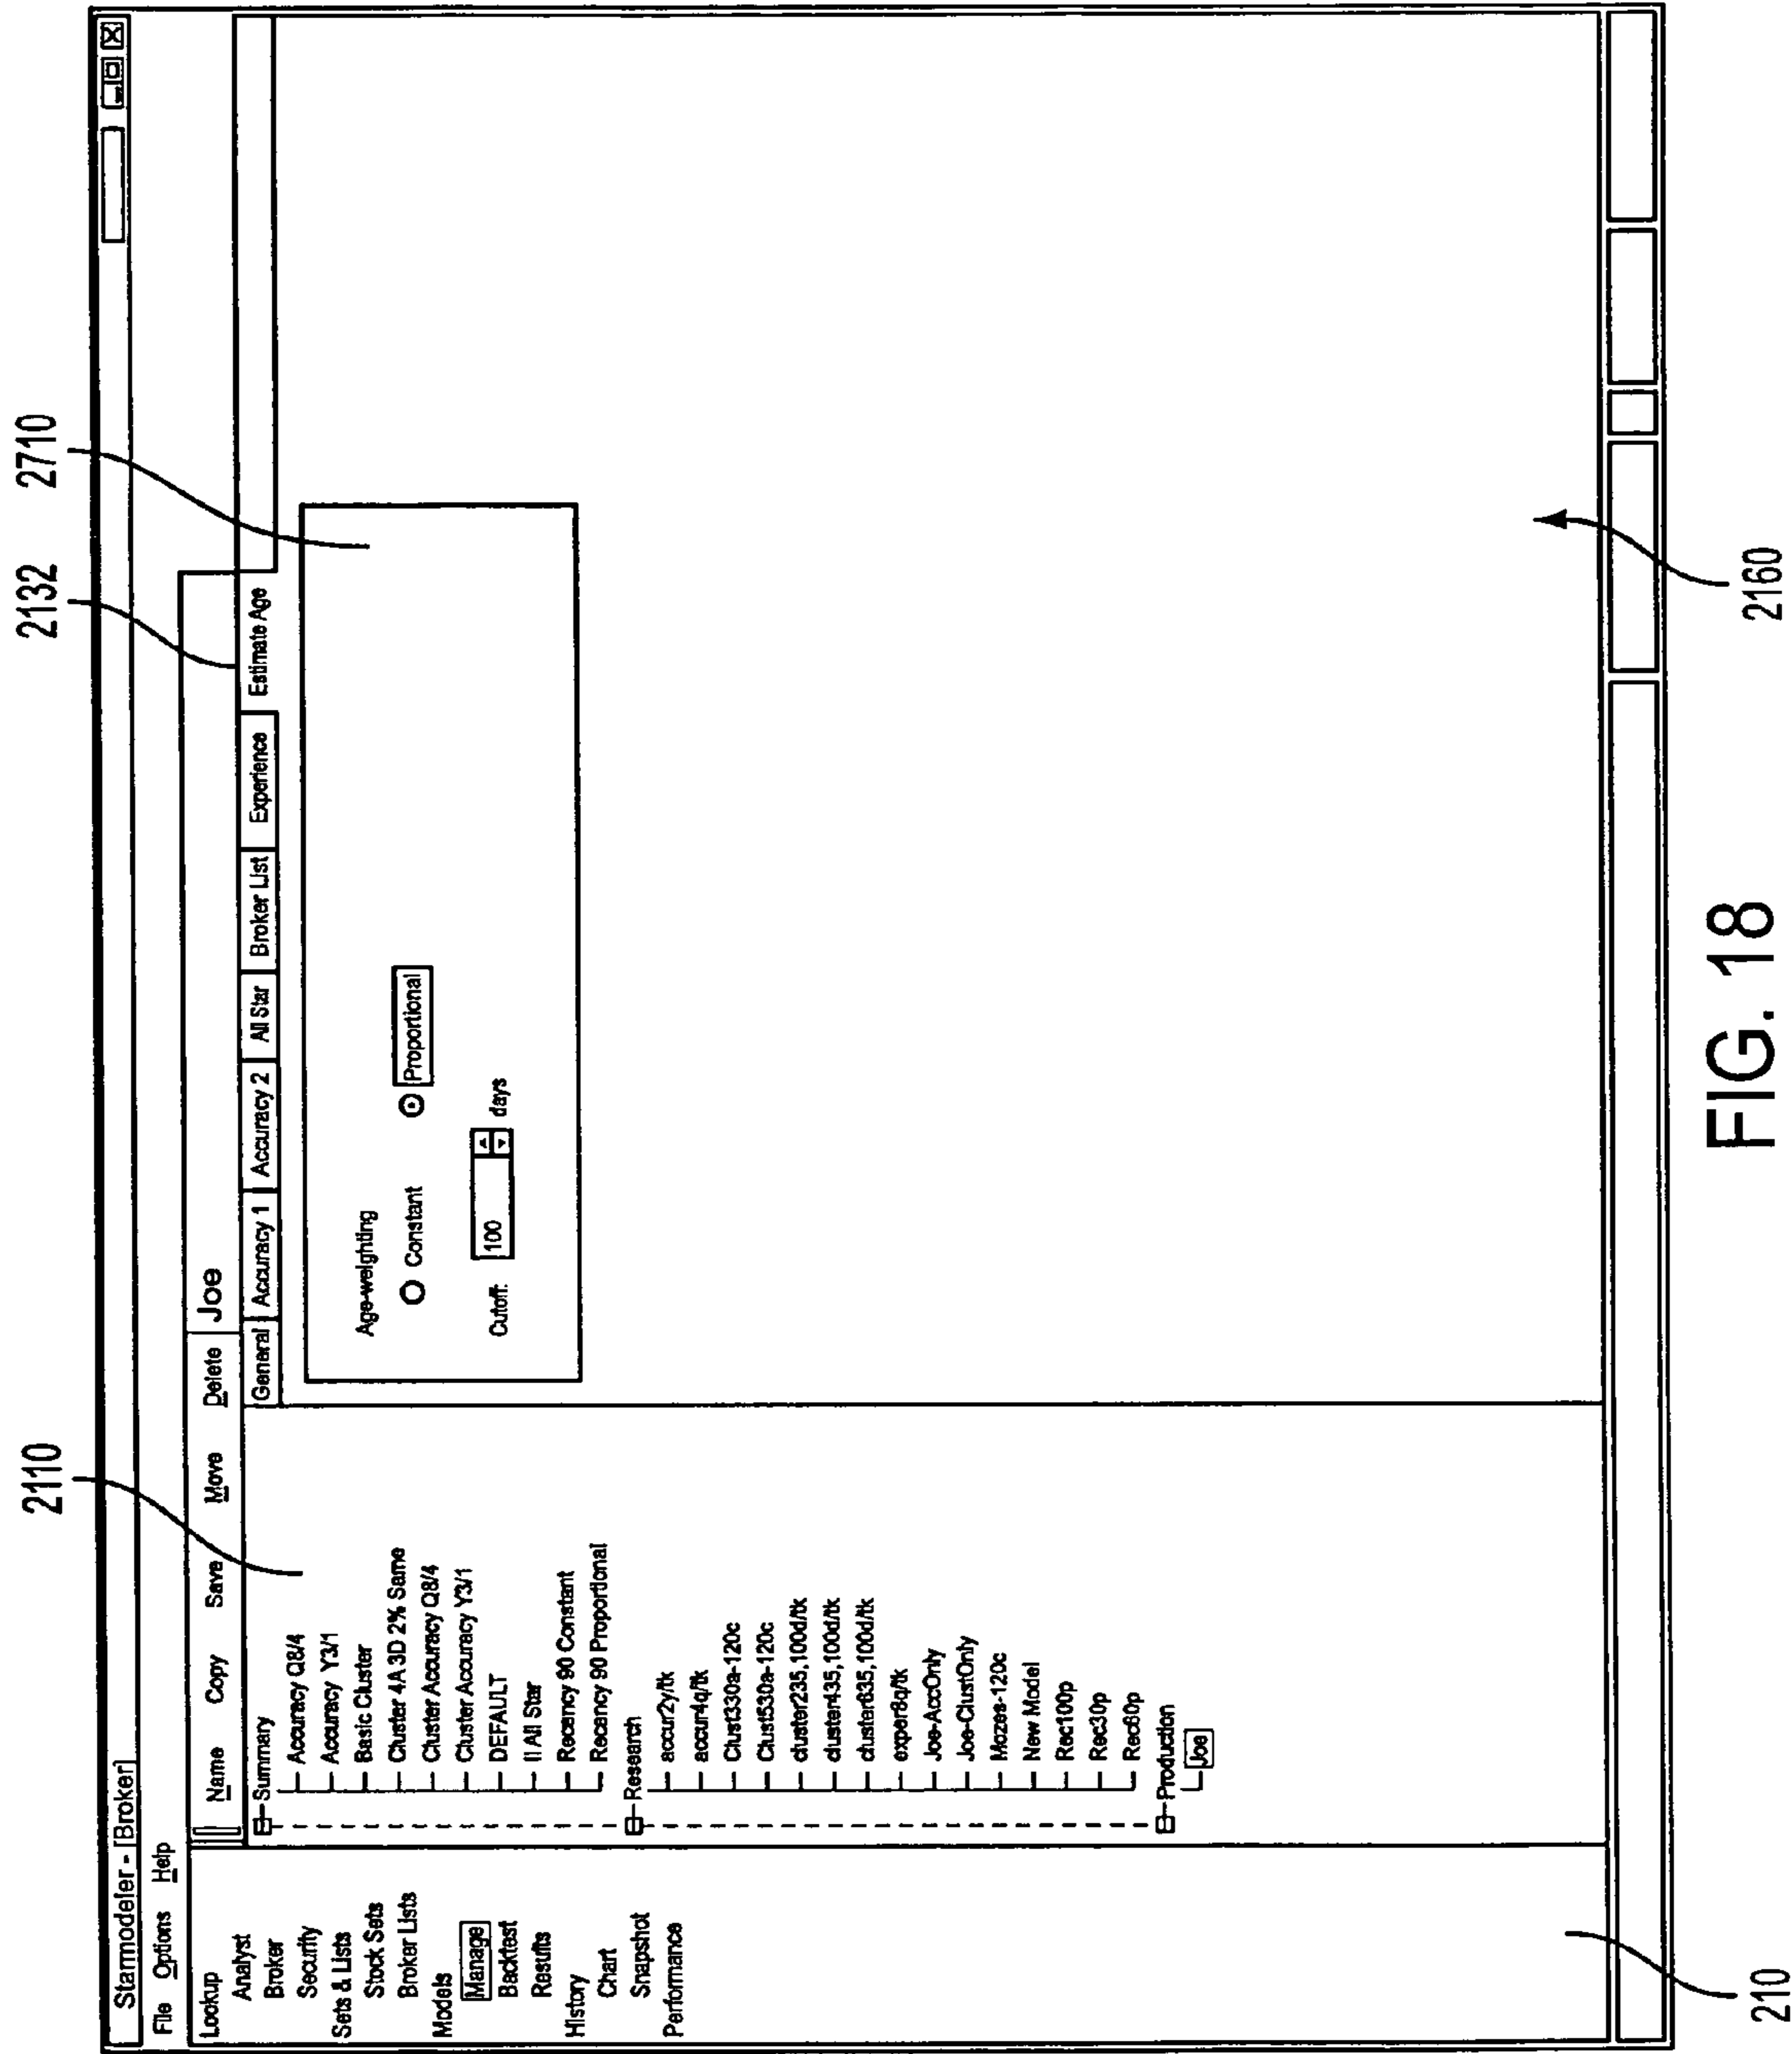 Starmodeler - [Broker]
File Options Help
Lookup
Analyst
Broker
Security
Sets & Lists
Stock Sets
Broker Lists
Models
Manage
Backtest
Results
History
Chart
Snapshot
Performance
Name Copy Save Move Delete Joe
Summary
Accuracy Q8/4
Accuracy Y3/1
Basic Cluster
Cluster 4A 3D 2% Same
Cluster Accuracy Q8/4
Cluster Accuracy Y3/1
DEFAULT
II All Star
Recency 90 Constant
Recency 90 Proportional
Research
accur2y/tk
accur4q/tk
Clust330a-120c
Clust530a-120c
cluster235,100d/tk
cluster435,100d/tk
cluster635,100d/tk
exper8q/tk
Joe-AccOnly
Joe-ClustOnly
Mozes-120c
New Model
Rec100p
Rec30p
Rec60p
Production
Joe
General Accuracy 1 Accuracy 2 All Star Broker List Experience Estimate Age
Age-weighting
Constant Proportional
Cutoff: 100 days
2110
2132
2710
210
2160
FIG. 18